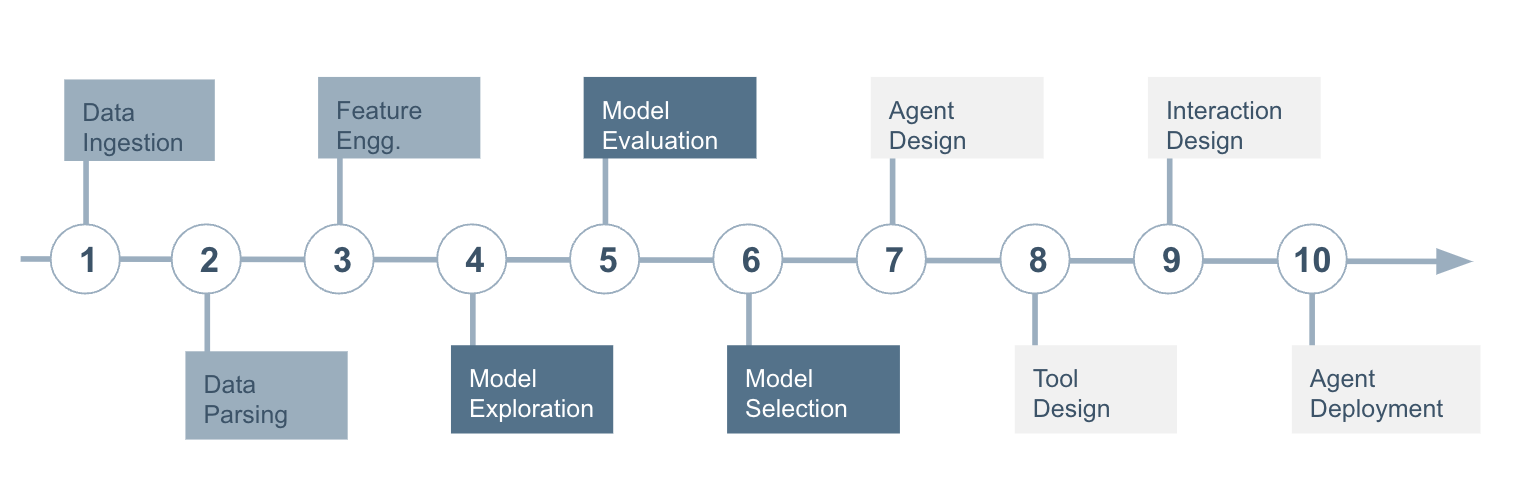 Data
Ingestion
Feature
Engg.
Model
Evaluation
Agent
Design
Interaction
Design
1
2
3
4
5
6
7
8
9
10
Data
Parsing
Model
Exploration
Model
Selection
Tool
Design
Agent
Deployment